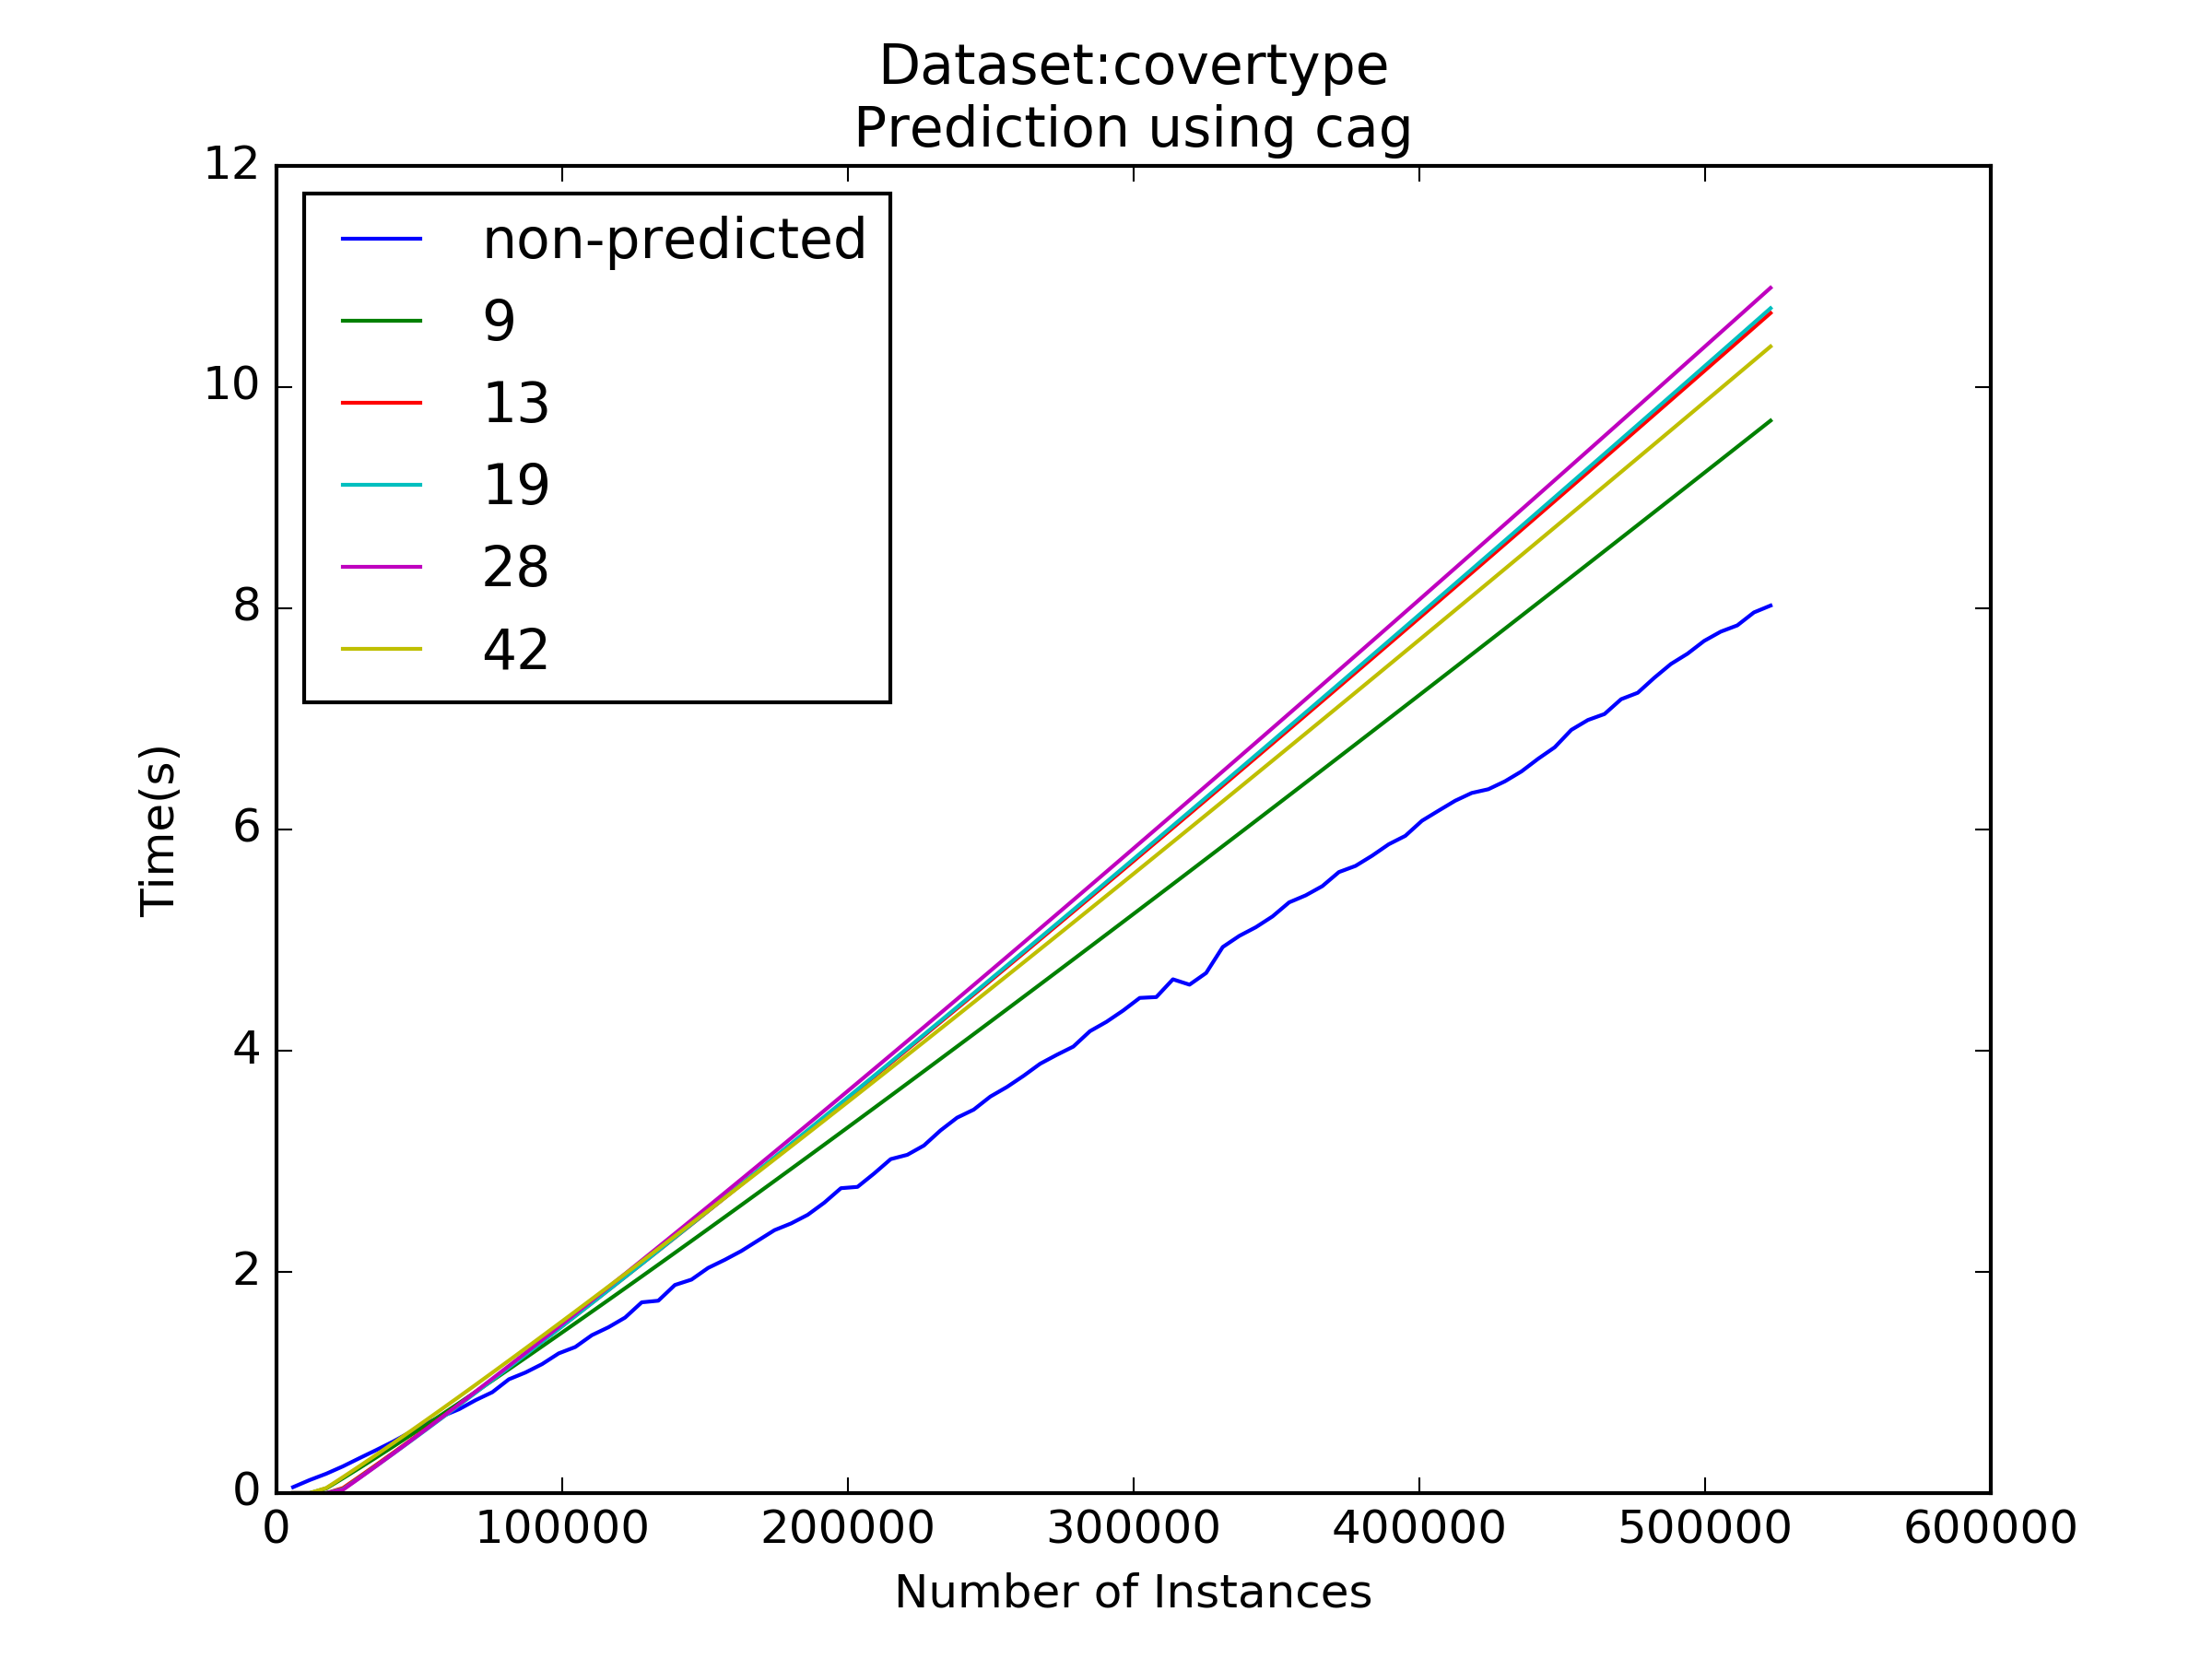 Dataset:covertype
Prediction using cag
12
10
8
6
4
2
0
Time(s)
non-predicted
9
13
19
28
42
0 100000 200000 300000 400000 500000 600000
Number of Instances